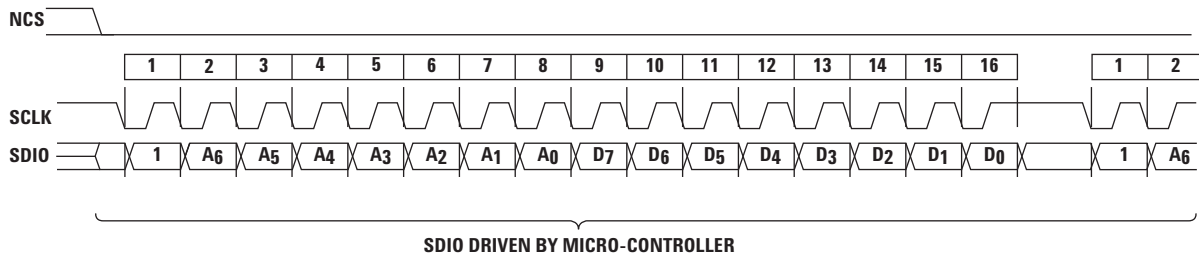 NCS
1 2 3 4 5 6 7 8 9 10 11 12 13 14 15 16 1 2
SCLK
SDIO 1 A6 A5 A4 A3 A2 A1 A0 D7 D6 D5 D4 D3 D2 D1 D0 1 A6
SDIO DRIVEN BY MICRO-CONTROLLER